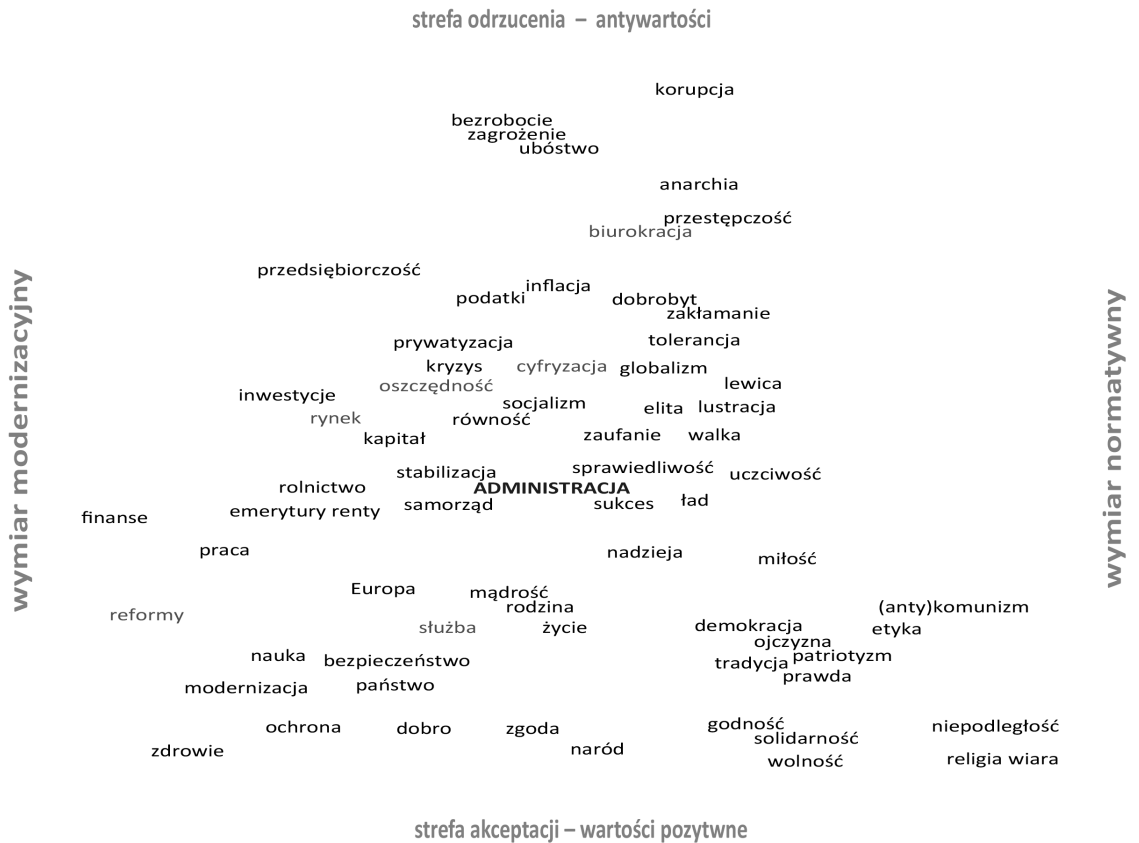 strefa odrzucenia – antywartości
korupcja
bezrobocie
zagrożenie
ubóstwo
anarchia
przestępczość
biurokracja
przedsiębiorczość
inflacja
podatki
dobrobyt
zakłamanie
prywatyzacja
tolerancja
kryzys
cyfryzacja
globalizm
oszczędność
lewica
inwestycje
socjalizm
elita
lustracja
rynek
równość
kapitał
zaufanie
walka
stabilizacja
sprawiedliwość
uczciwość
rolnictwo
ADMINISTRACJA
emerytury renty
samorząd
sukces
ład
finanse
praca
nadzieja
miłość
Europa
mądrość
rodzina
(anty)komunizm
reformy
służba
życie
demokracja
etyka
ojczyzna
nauka
bezpieczeństwo
tradycja
patriotyzm
prawda
modernizacja
państwo
ochrona
dobro
zgoda
godność
niepodległość
solidarność
zdrowie
naród
wolność
religia wiara
wymiar modernizacyjny
wymiar normatywny
strefa akceptacji – wartości pozytwne